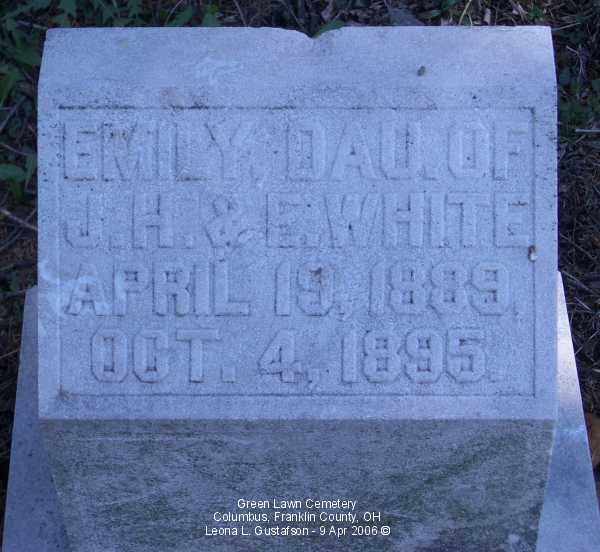 EMILY, DAU. OF
J. H. & E. WHITE
APRIL 19, 1889.
OCT. 4, 1895.
Green Lawn Cemetery
Columbus, Franklin County, OH
Leona L. Gustafson - 9 Apr 2006 ©